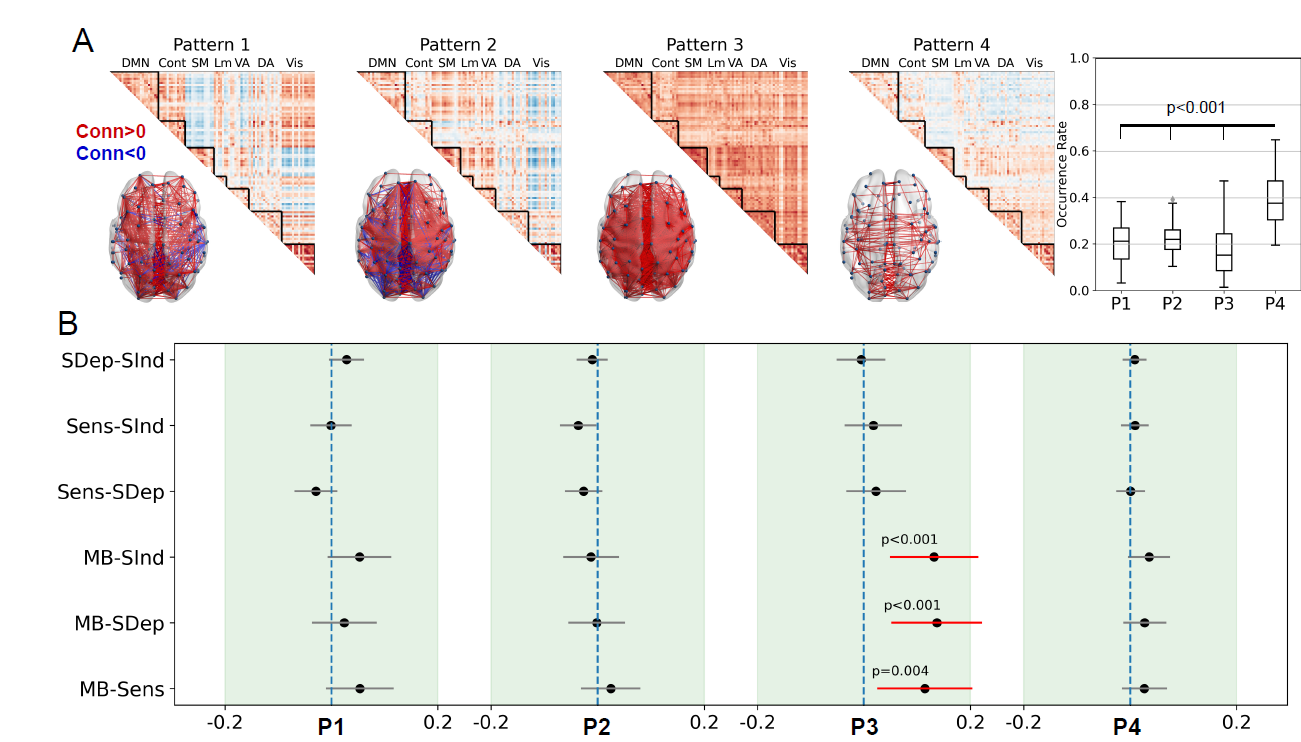 A
Pattern 1
DMN Cont SM Lm VA DA Vis
Pattern 2
DMN Cont SM Lm VA DA Vis
Pattern 3
DMN Cont SM Lm VA DA Vis
Pattern 4
DMN Cont SM Lm VA DA Vis
Conn>0
Conn<0
Occurrence Rate
1.0
0.8
0.6
0.4
0.2
0.0
p<0.001
P1 P2 P3 P4
B
SDep-SInd
Sens-SInd
Sens-SDep
MB-SInd
MB-SDep
MB-Sens
p<0.001
p<0.001
p=0.004
-0.2 P1 0.2 -0.2 P2 0.2 -0.2 P3 0.2 -0.2 P4 0.2